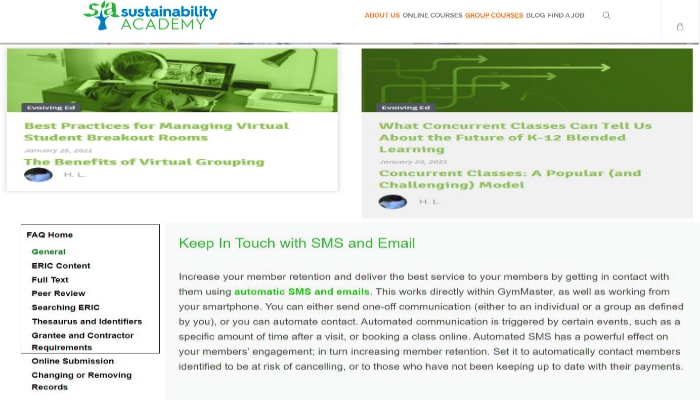 sa sustainability
ACADEMY
ABOUT US ONLINE COURSES GROUP COURSES BLOG FIND A JOB
Evolving Ed
Best Practices for Managing Virtual
Student Breakout Rooms
January 28, 2021
The Benefits of Virtual Grouping
H. L.
Evolving Ed
What Concurrent Classes Can Tell Us
About the Future of K-12 Blended
Learning
January 20, 2021
Concurrent Classes: A Popular (and
Challenging) Model
H. L.
FAQ Home
General
ERIC Content
Full Text
Peer Review
Searching ERIC
Thesaurus and Identifiers
Grantee and Contractor
Requirements
Online Submission
Changing or Removing
Records
Keep In Touch with SMS and Email
Increase your member retention and deliver the best service to your members by getting in contact with
them using automatic SMS and emails. This works directly within GymMaster, as well as working from
your smartphone. You can either send one-off communication (either to an individual or a group as defined
by you), or you can automate contact. Automated communication is triggered by certain events, such as a
specific amount of time after a visit, or booking a class online. Automated SMS has a powerful effect on
your members' engagement; in turn increasing member retention. Set it to automatically contact members
identified to be at risk of cancelling, or to those who have not been keeping up to date with their payments.